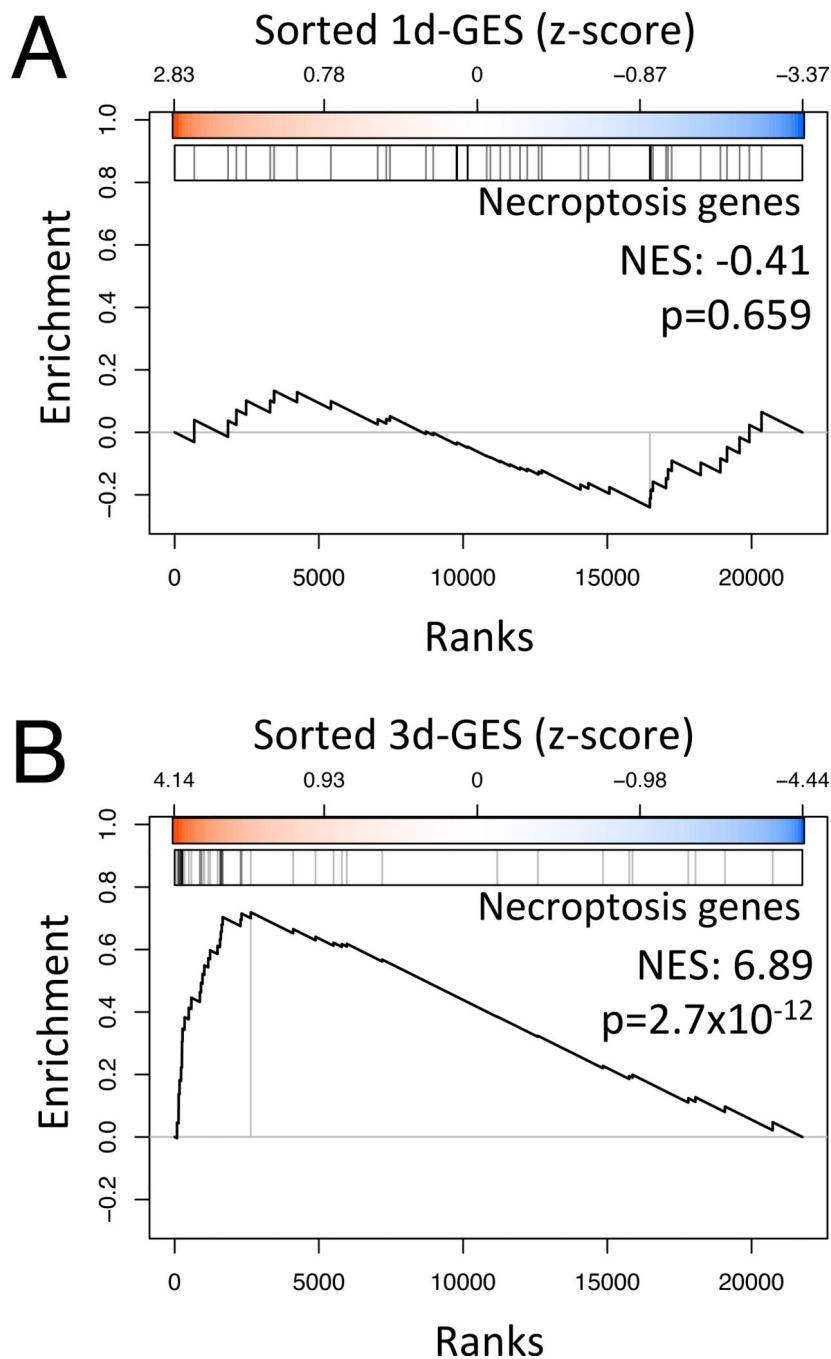 A
Sorted 1d-GES (z-score)
2.83 0.78 0 −0.87 −3.37
1.0
0.8
0.6
0.4
0.2
0.0
−0.2
Enrichment
Necroptosis genes
NES: -0.41
p=0.659
0 5000 10000 15000 20000
Ranks
B
Sorted 3d-GES (z-score)
4.14 0.93 0 −0.98 −4.44
1.0
0.8
0.6
0.4
0.2
0.0
−0.2
Enrichment
Necroptosis genes
NES: 6.89
p=2.7x10⁻¹²
0 5000 10000 15000 20000
Ranks